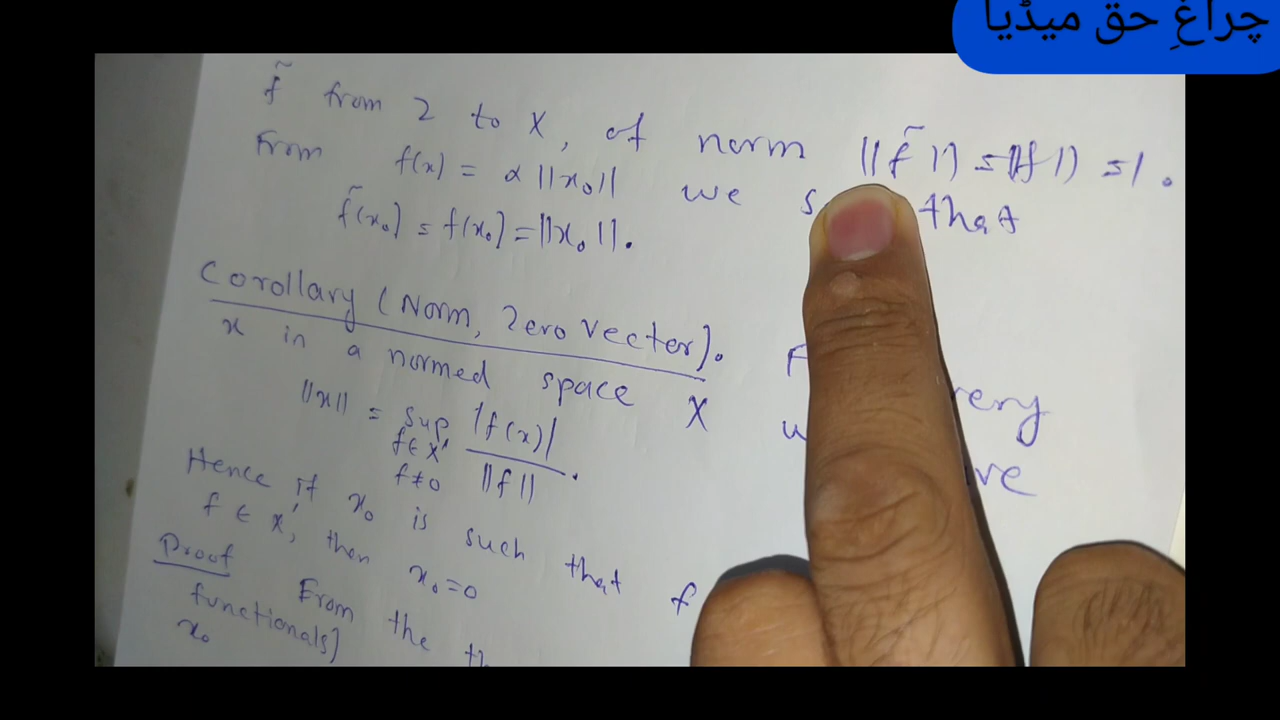 چراغِ حق میڈیا
f̃ from Z to X, of norm ||f̃|| = ||f|| = 1.
From f(x) = α ||x₀|| we that
f̃(x₀) = f(x₀) = ||x₀||.
Corollary (Norm, Zero Vector).
x in a normed space X
||x|| = sup |f(x)| / ||f||.
f ∈ X'
f ≠ 0
Hence if x₀ is such that f
f ∈ X', then x₀ = 0
Proof From the
functionals)
x₀